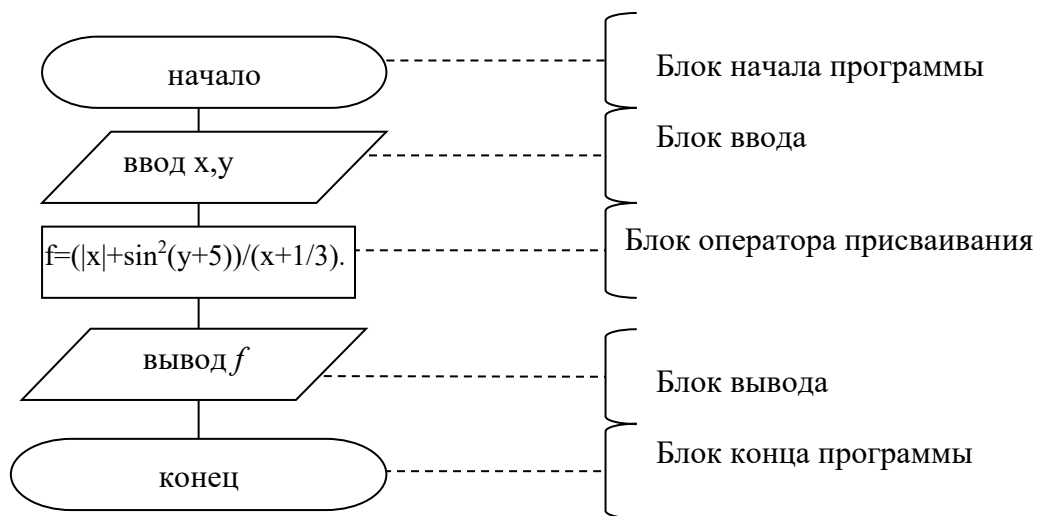 начало
Блок начала программы
ввод x,y
Блок ввода
f=(|x|+sin²(y+5))/(x+1/3).
Блок оператора присваивания
вывод f
Блок вывода
конец
Блок конца программы